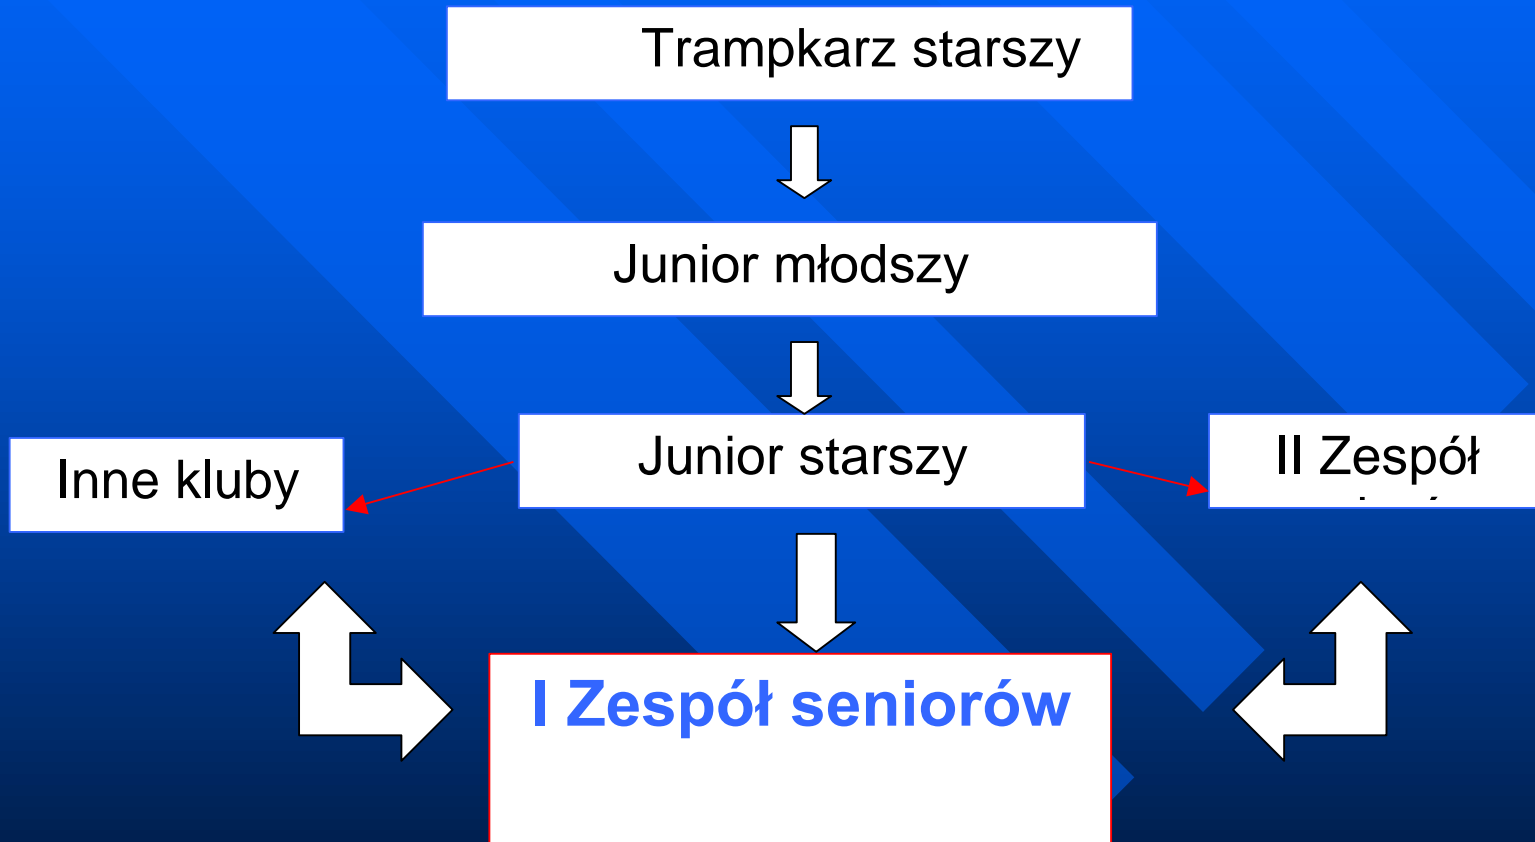 Trampkarz starszy
Junior młodszy
Junior starszy
Inne kluby
II Zespół
I Zespół seniorów